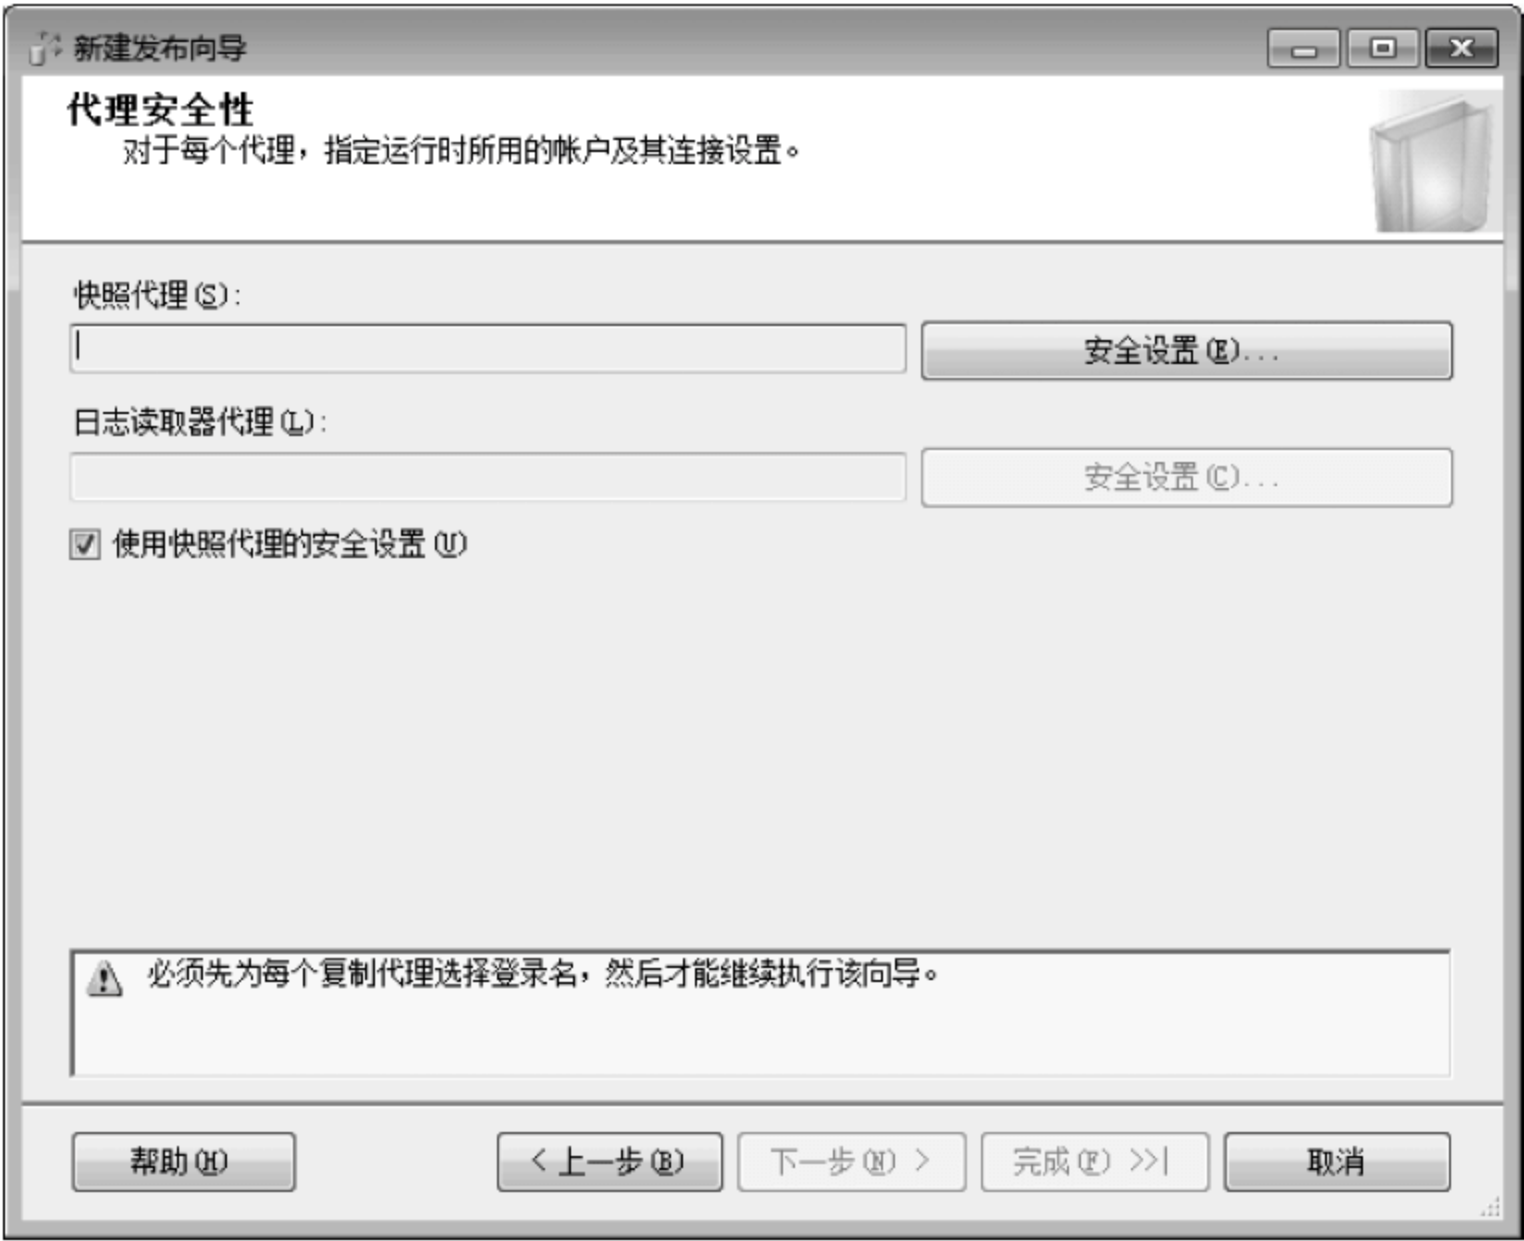 新建发布向导
代理安全性
对于每个代理，指定运行时所用的帐户及其连接设置。
快照代理(S):
安全设置(E)...
日志读取器代理(L):
安全设置(C)...
使用快照代理的安全设置(U)
必须先为每个复制代理选择登录名，然后才能继续执行该向导。
帮助(H)
< 上一步(B)
下一步(N) >
完成(F) >>|
取消